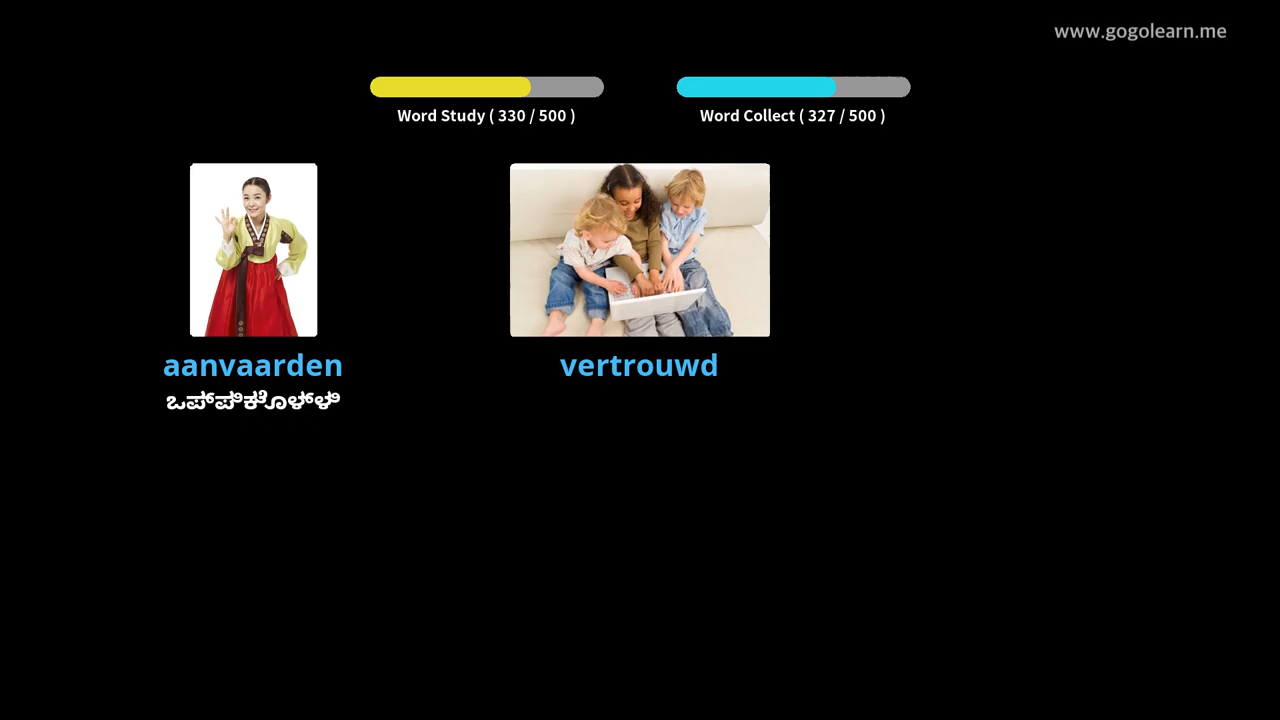 www.gogolearn.me
Word Study ( 330 / 500 )
Word Collect ( 327 / 500 )
aanvaarden
vertrouwd
ಒಪ್ಪಿಕೊಳ್ಳಿ